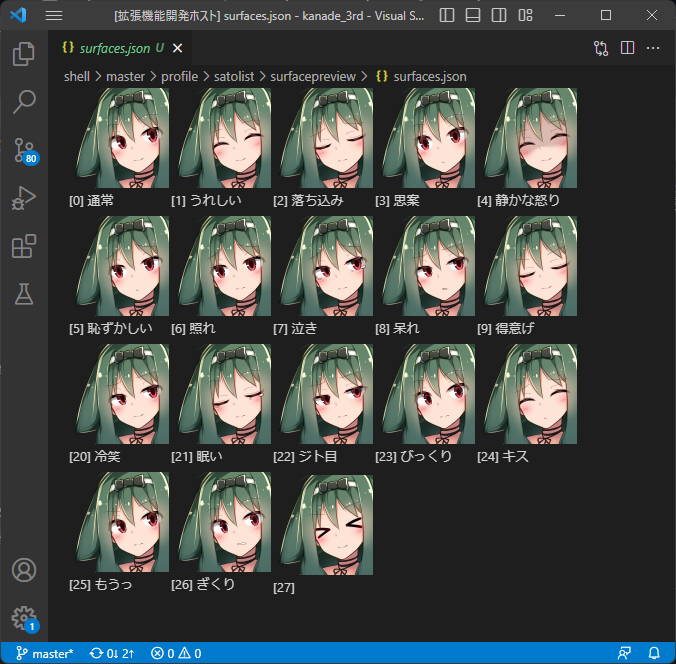 [拡張機能開発ホスト] surfaces.json - kanade_3rd - Visual S...
{} surfaces.json U
shell > master > profile > satolist > surfacepreview > {} surfaces.json
80
[0] 通常 [1] うれしい [2] 落ち込み [3] 思案 [4] 静かな怒り
[5] 恥ずかしい [6] 照れ [7] 泣き [8] 呆れ [9] 得意げ
[20] 冷笑 [21] 眠い [22] ジト目 [23] びっくり [24] キス
[25] もうっ [26] ぎくり [27]
1
master* 0↓ 2↑ 0 0